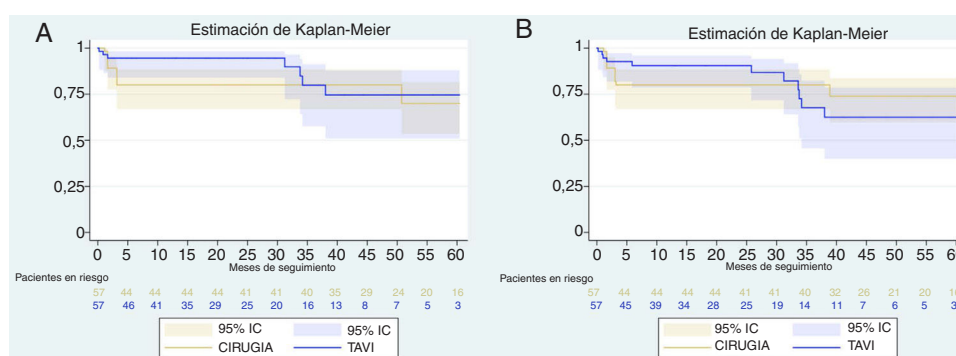 A
Estimación de Kaplan-Meier
1
0,75
0,5
0,25
0
0 5 10 15 20 25 30 35 40 45 50 55 60
Meses de seguimiento
Pacientes en riesgo
57 44 44 44 44 41 41 40 35 29 24 20 16
57 46 41 35 29 25 20 16 13 8 7 5 3
95% IC 95% IC
CIRUGIA TAVI
B
Estimación de Kaplan-Meier
1
0,75
0,5
0,25
0
0 5 10 15 20 25 30 35 40 45 50 55 60
Meses de seguimiento
Pacientes en riesgo
57 44 44 44 44 41 41 40 32 26 21 20
57 45 39 34 28 25 19 14 11 7 6 5 3
95% IC 95% IC
CIRUGIA TAVI